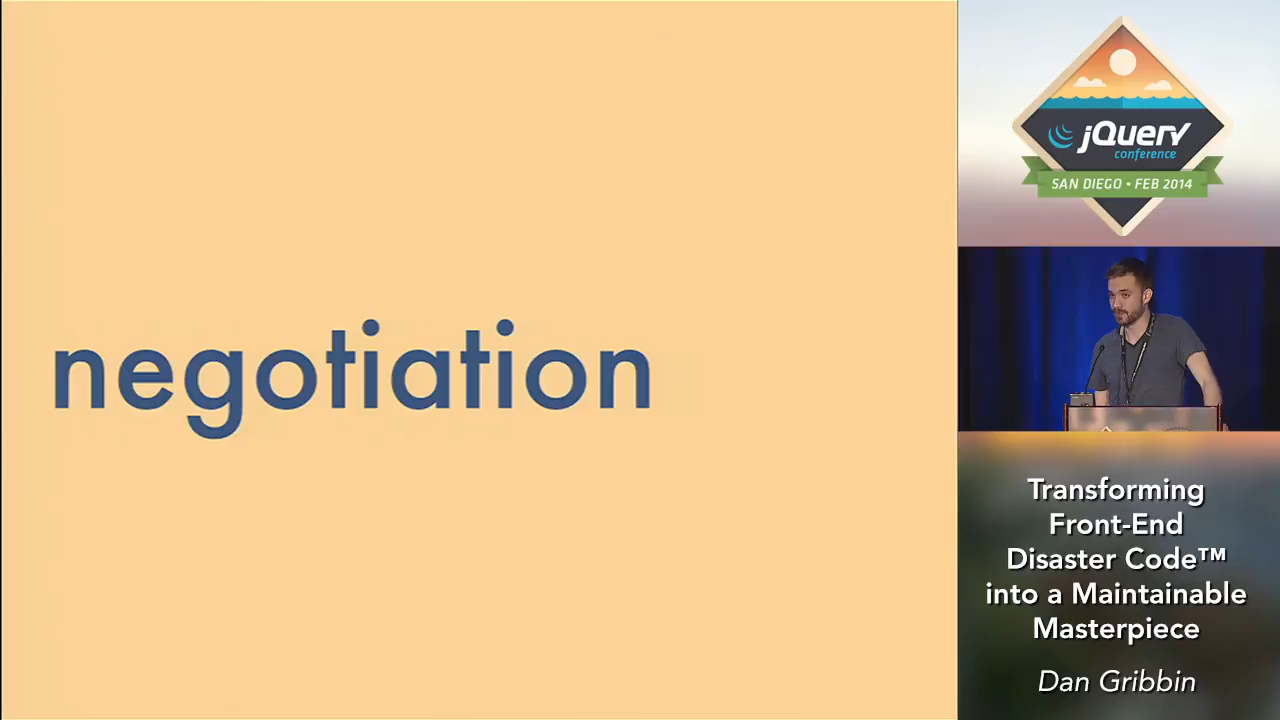 negotiation
jQuery
conference
SAN DIEGO • FEB 2014
Transforming
Front-End
Disaster Code™
into a Maintainable
Masterpiece
Dan Gribbin